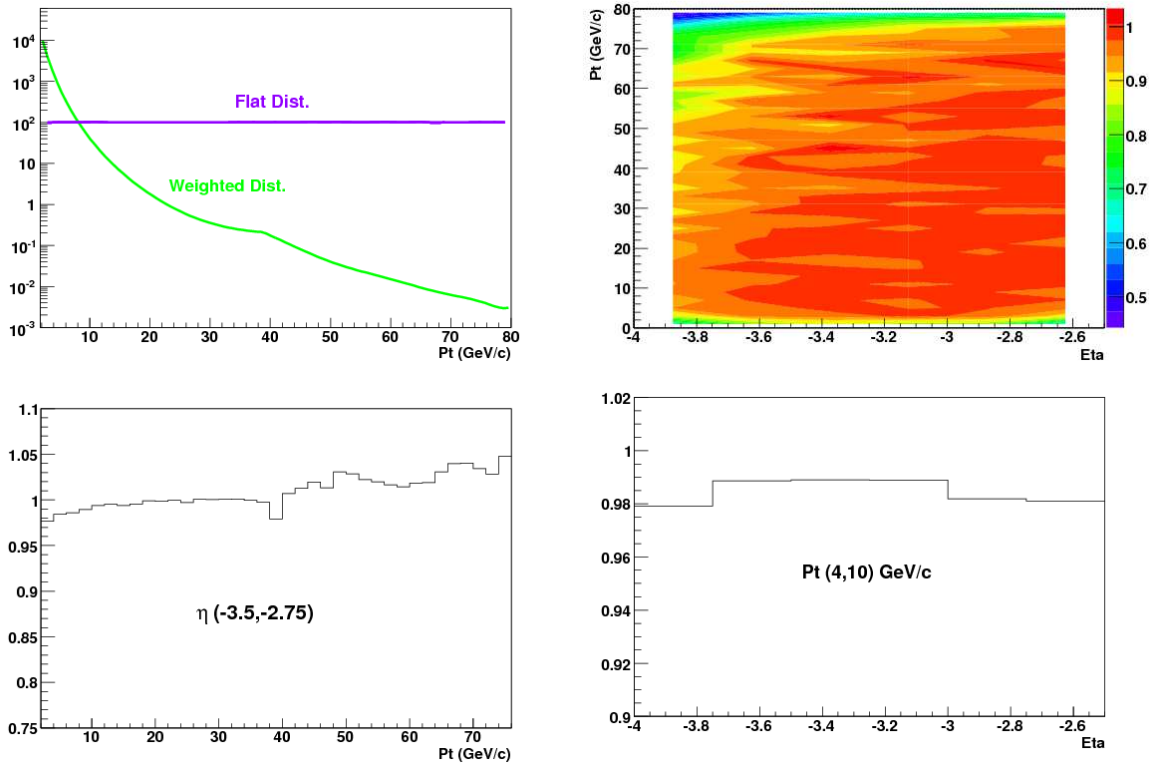 10^4
10^3
10^2
10
1
10^-1
10^-2
10^-3
Flat Dist.
Weighted Dist.
10 20 30 40 50 60 70 80
Pt (GeV/c)
Pt (GeV/c)
80
70
60
50
40
30
20
10
0
-4 -3.8 -3.6 -3.4 -3.2 -3 -2.8 -2.6
Eta
1
0.9
0.8
0.7
0.6
0.5
1.1
1.05
1
0.95
0.9
0.85
0.8
0.75
η (-3.5,-2.75)
10 20 30 40 50 60 70
Pt (GeV/c)
1.02
1
0.98
0.96
0.94
0.92
0.9
Pt (4,10) GeV/c
-4 -3.8 -3.6 -3.4 -3.2 -3 -2.8 -2.6
Eta